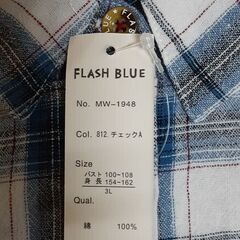 FLASH BLUE
No. MW-1948
Col. 812.チェックA
Size
バスト 100~108
身長 154~162
3L
Qual.
綿 100%